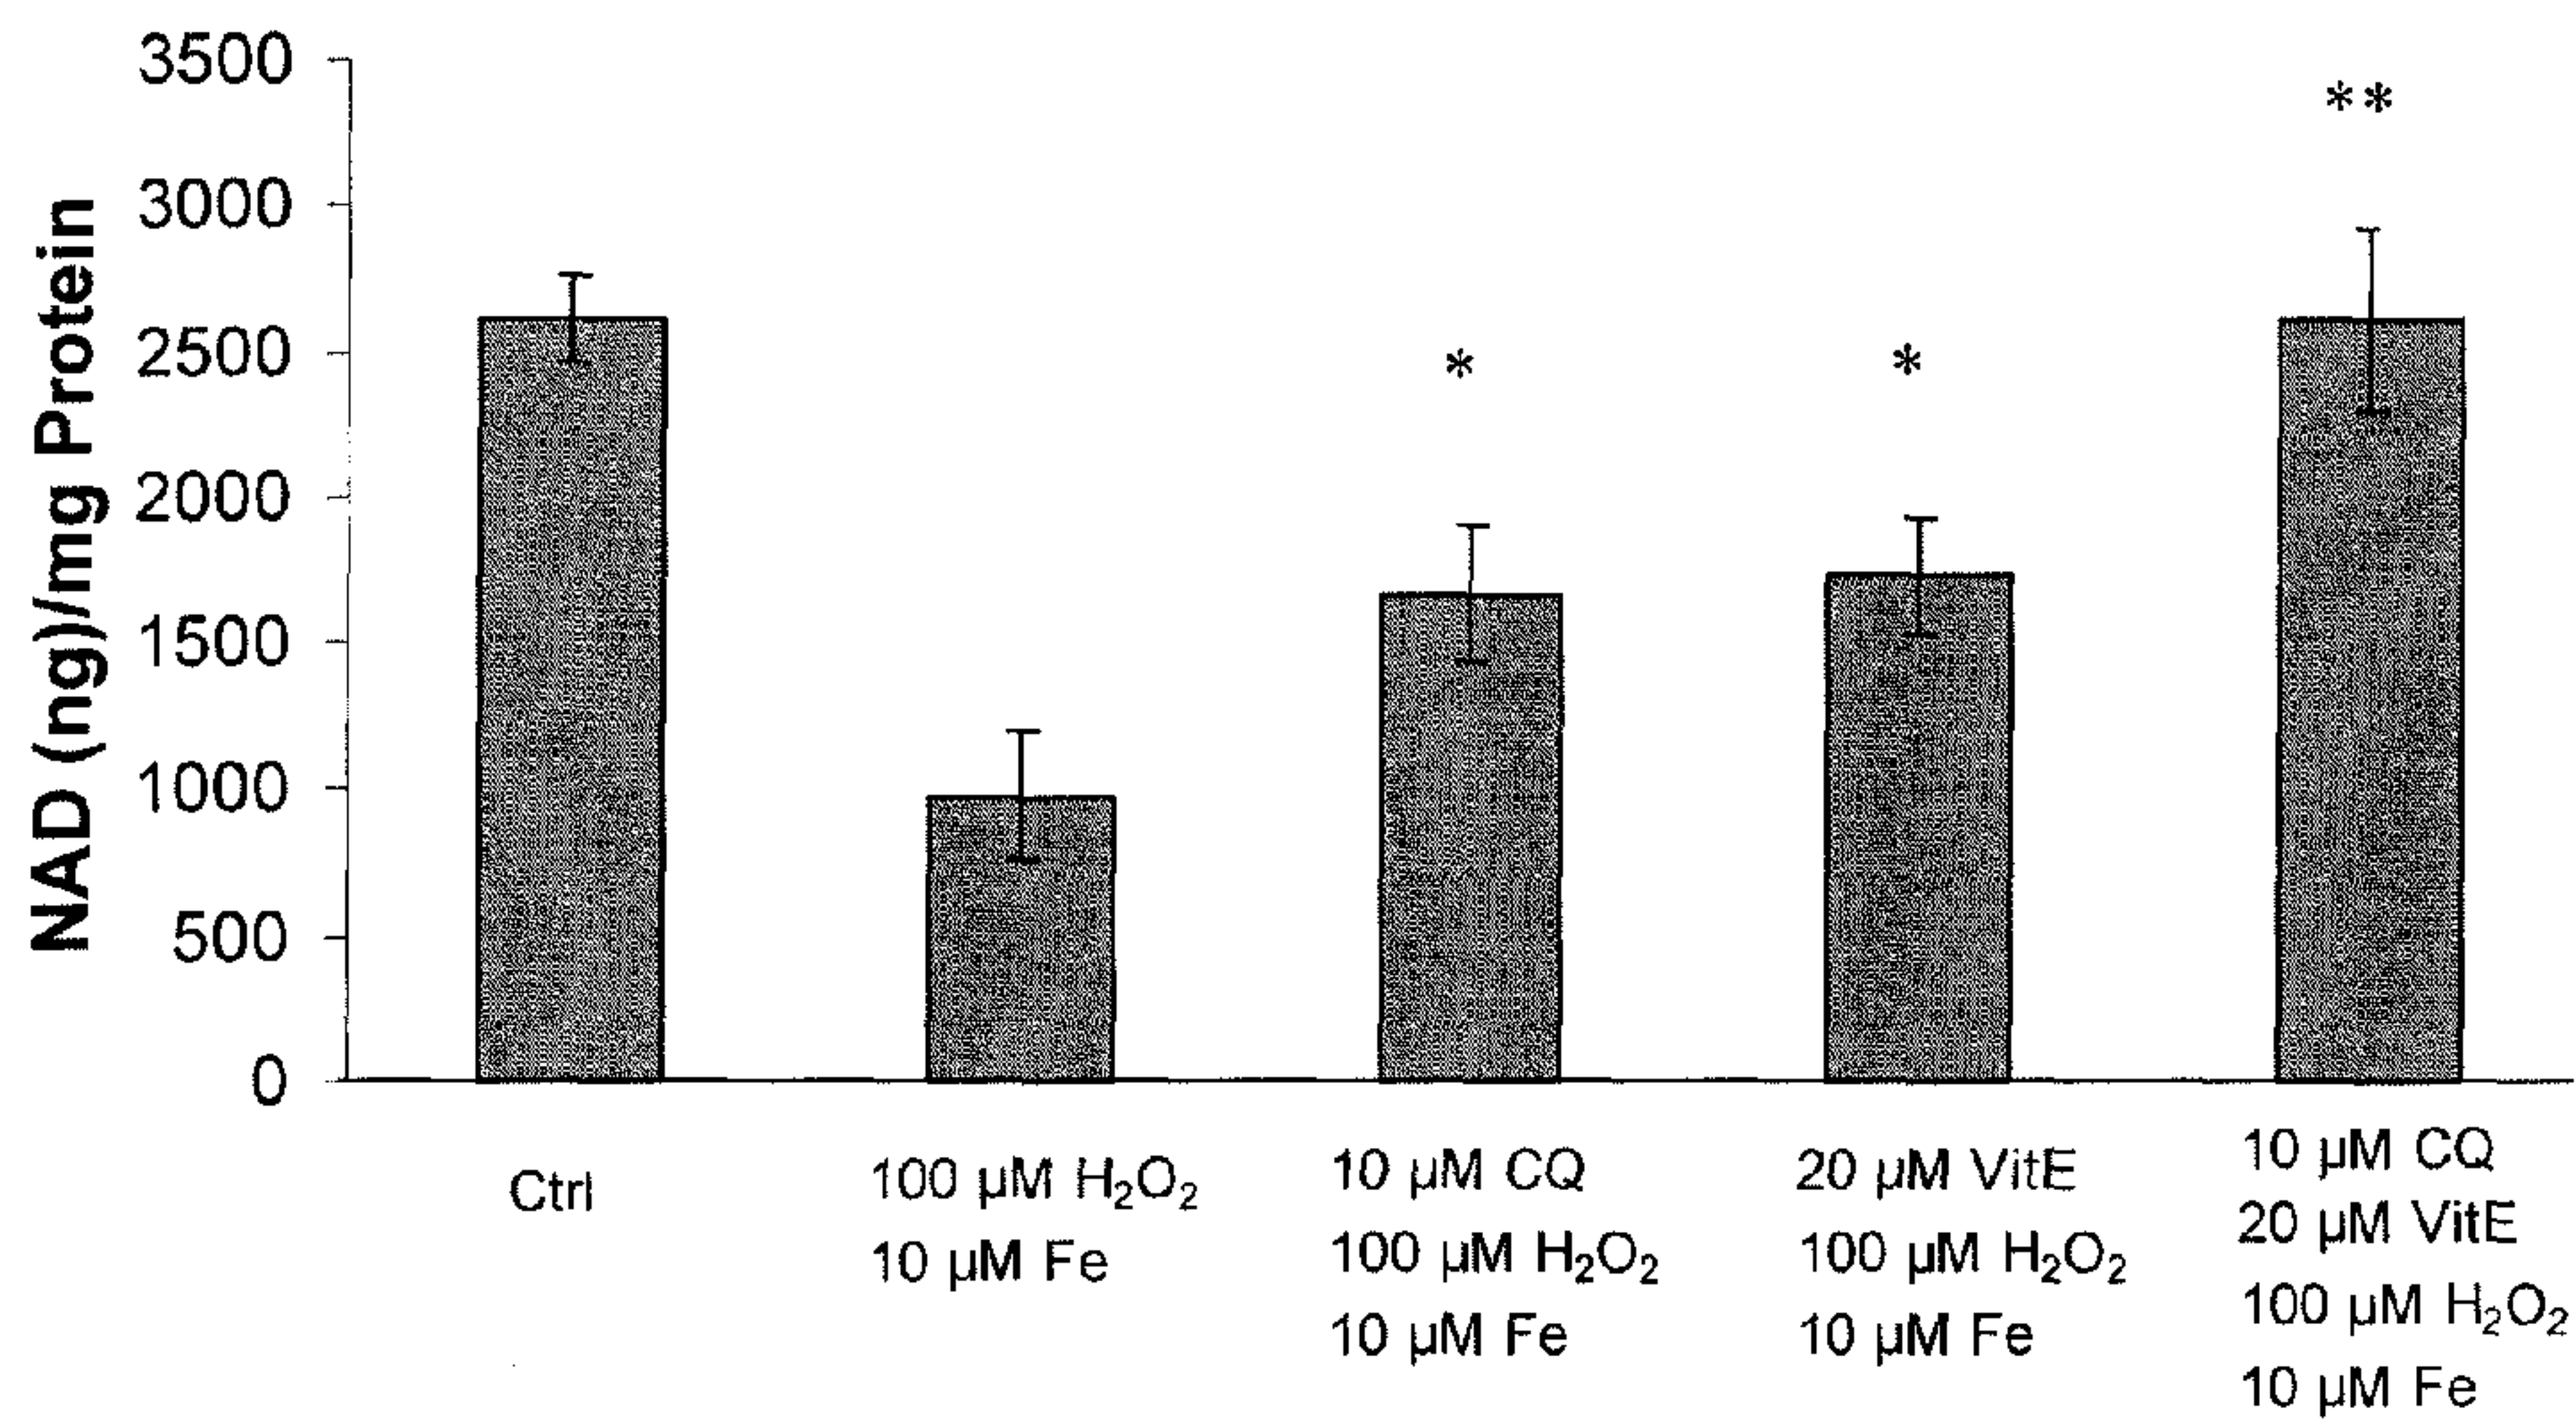 NAD (ng)/mg Protein
3500
3000
2500
2000
1500
1000
500
0
*
*
**
Ctrl
100 µM H₂O₂
10 µM Fe
10 µM CQ
100 µM H₂O₂
10 µM Fe
20 µM VitE
100 µM H₂O₂
10 µM Fe
10 µM CQ
20 µM VitE
100 µM H₂O₂
10 µM Fe